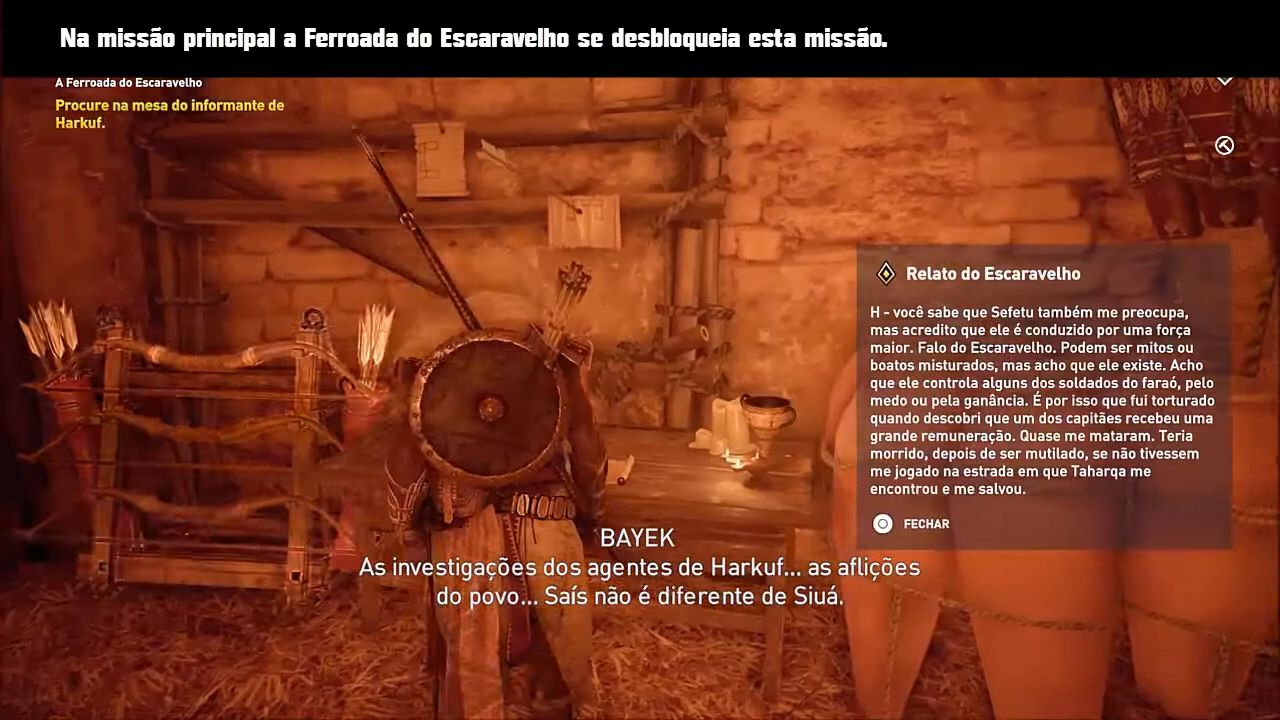 Na missão principal a Ferroada do Escaravelho se desbloqueia esta missão.
A Ferroada do Escaravelho
Procure na mesa do informante de
Harkuf.
Relato do Escaravelho
H - você sabe que Sefetu também me preocupa,
mas acredito que ele é conduzido por uma força
maior. Falo do Escaravelho. Podem ser mitos ou
boatos misturados, mas acho que ele existe. Acho
que ele controla alguns dos soldados do faraó, pelo
medo ou pela ganância. É por isso que fui torturado
quando descobri que um dos capitães recebeu uma
grande remuneração. Quase me mataram. Teria
morrido, depois de ser mutilado, se não tivessem
me jogado na estrada em que Taharqa me
encontrou e me salvou.
FECHAR
BAYEK
As investigações dos agentes de Harkuf... as aflições
do povo... Saís não é diferente de Siuá.